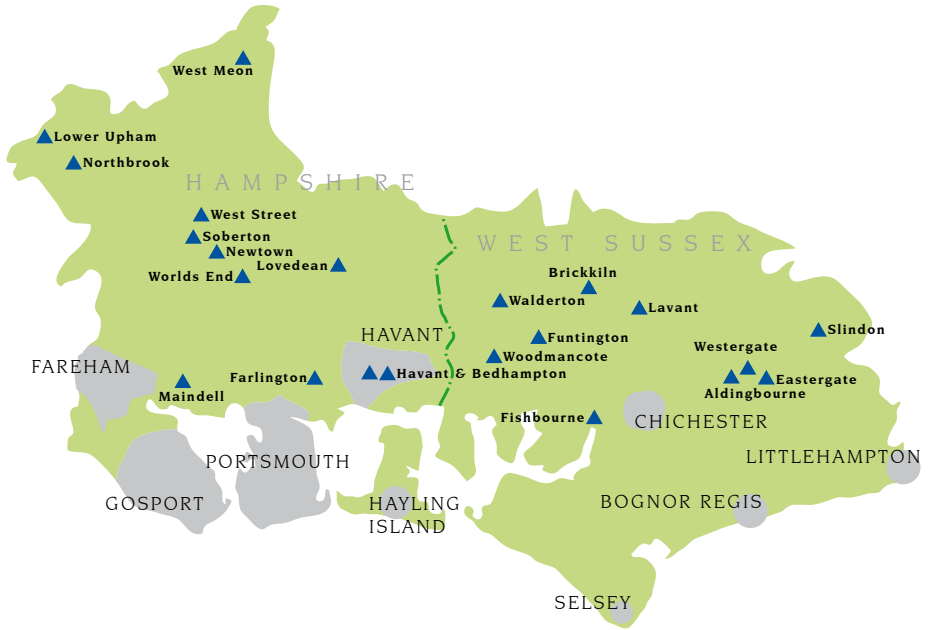 West Meon
Lower Upham
Northbrook
HAMPSHIRE
West Street
Soberton
Newtown
Lovedean
Worlds End
WEST SUSSEX
Brickkiln
Walderton
Lavant
Slindon
HAVANT
Funtington
Westergate
Woodmancote
FAREHAM
Farlington
Havant & Bedhampton
Eastergate
Maindell
Aldingbourne
Fishbourne
CHICHESTER
PORTSMOUTH
LITTLEHAMPTON
GOSPORT
HAYLING
ISLAND
BOGNOR REGIS
SELSEY